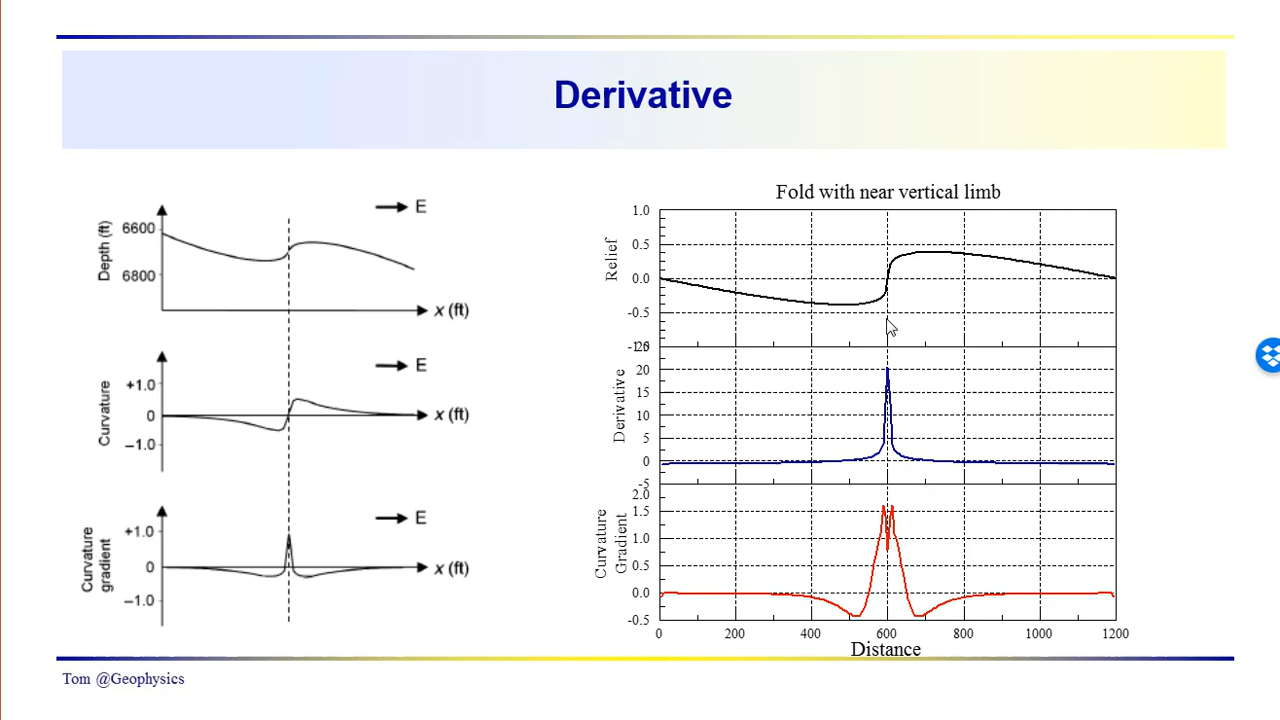 Derivative
E
Depth (ft)
6600
6800
x (ft)
E
Curvature
+1.0
0
–1.0
x (ft)
E
Curvature
gradient
+1.0
0
–1.0
x (ft)
Fold with near vertical limb
Relief
1.0
0.5
0.0
-0.5
Derivative
20
15
10
5
0
-5
Curvature
Gradient
2.0
1.5
1.0
0.5
0.0
-0.5
0 200 400 600 800 1000 1200
Distance
Tom @Geophysics